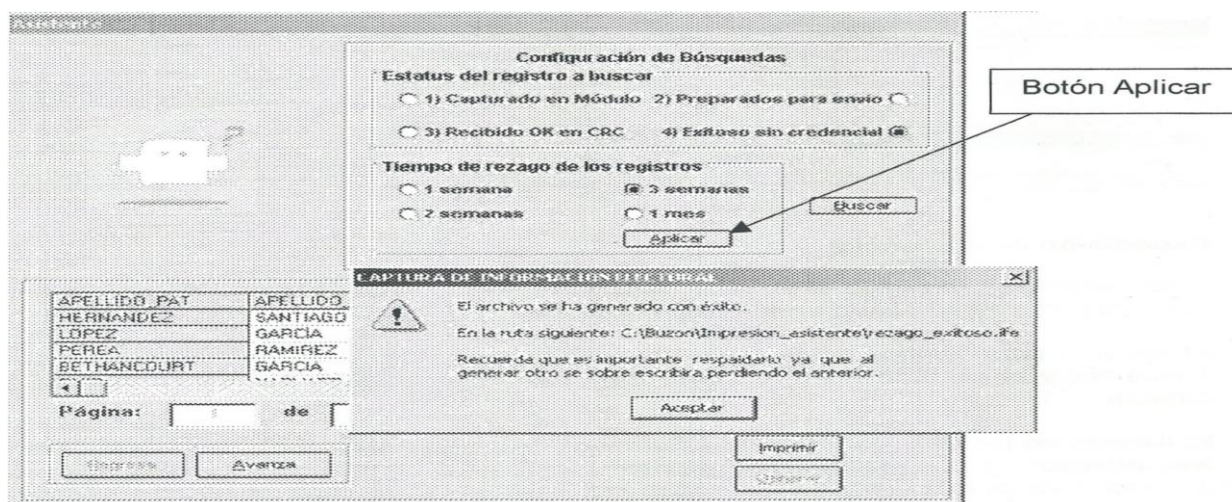 Asistente
Configuración de Búsquedas
Estatus del registro a buscar
1) Capturado en Módulo 2) Preparados para envio
3) Recibido OK en CRC 4) Exitoso sin credencial
Tiempo de rezago de los registros
1 semana 3 semanas
2 semanas 1 mes
Buscar
Aplicar
Botón Aplicar
CAPTURA DE INFORMACION ELECTORAL
El archivo se ha generado con éxito.
En la ruta siguiente: C:\Buzon\Impresion_asistente\rezago_exitoso.ife
Recuerda que es importante respaldarlo ya que al
generar otro se sobre escribira perdiendo el anterior.
Aceptar
APELLIDO_PAT APELLIDO_
HERNANDEZ SANTIAGO
LOPEZ GARCIA
PEREA RAMIREZ
BETHANCOURT GARCIA
Página: 1 de
Regresa Avanza
Imprimir